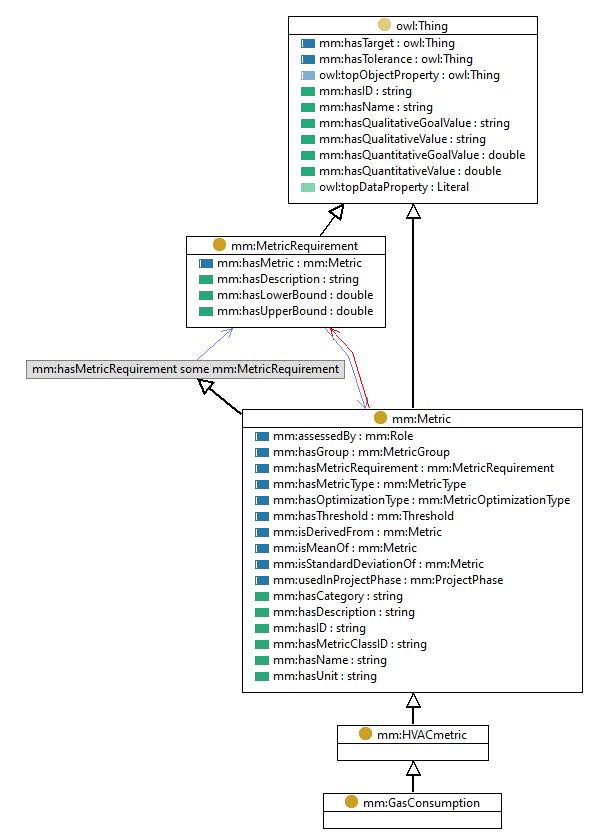 owl:Thing
mm:hasTarget : owl:Thing
mm:hasTolerance : owl:Thing
owl:topObjectProperty : owl:Thing
mm:hasID : string
mm:hasName : string
mm:hasQualitativeGoalValue : string
mm:hasQualitativeValue : string
mm:hasQuantitativeGoalValue : double
mm:hasQuantitativeValue : double
owl:topDataProperty : Literal
mm:MetricRequirement
mm:hasMetric : mm:Metric
mm:hasDescription : string
mm:hasLowerBound : double
mm:hasUpperBound : double
mm:hasMetricRequirement some mm:MetricRequirement
mm:Metric
mm:assessedBy : mm:Role
mm:hasGroup : mm:MetricGroup
mm:hasMetricRequirement : mm:MetricRequirement
mm:hasMetricType : mm:MetricType
mm:hasOptimizationType : mm:MetricOptimizationType
mm:hasThreshold : mm:Threshold
mm:isDerivedFrom : mm:Metric
mm:isMeanOf : mm:Metric
mm:isStandardDeviationOf : mm:Metric
mm:usedInProjectPhase : mm:ProjectPhase
mm:hasCategory : string
mm:hasDescription : string
mm:hasID : string
mm:hasMetricClassID : string
mm:hasName : string
mm:hasUnit : string
mm:HVACmetric
mm:GasConsumption